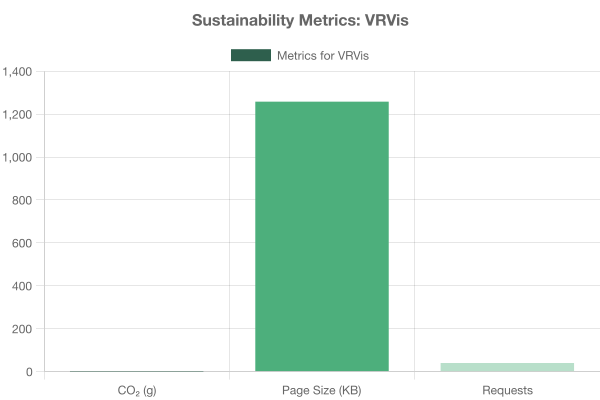 Sustainability Metrics: VRVis
Metrics for VRVis
1,400
1,200
1,000
800
600
400
200
0
CO₂ (g)
Page Size (KB)
Requests